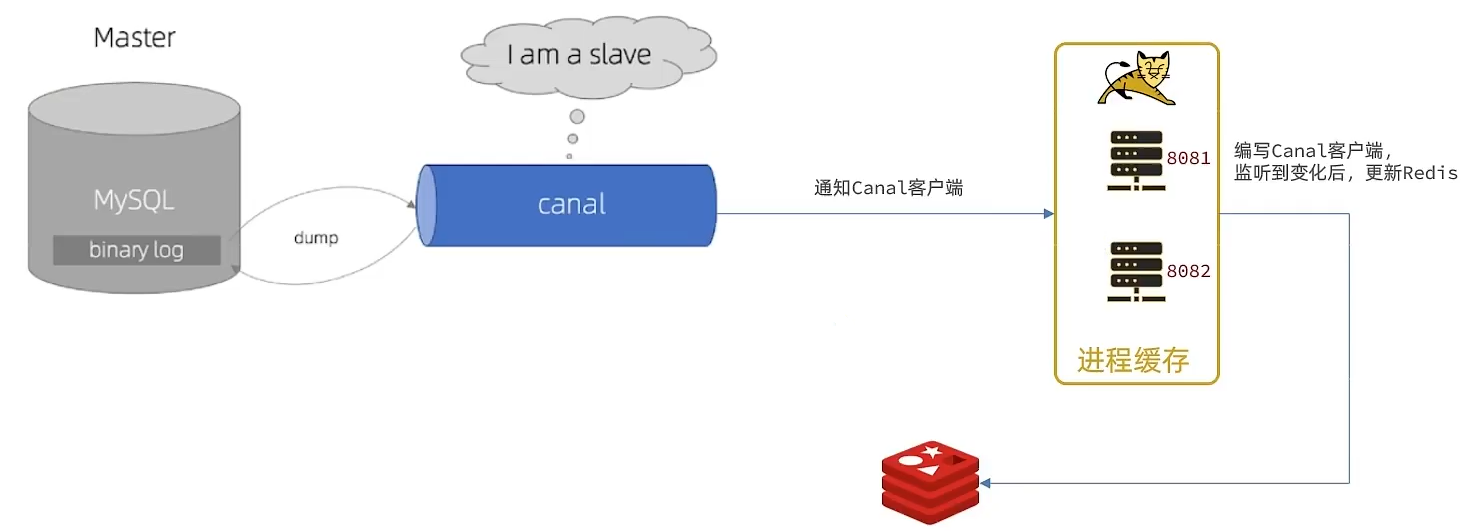 Master
I am a slave
MySQL
binary log
dump
canal
通知Canal客户端
8081
8082
进程缓存
编写Canal客户端，
监听到变化后，更新Redis